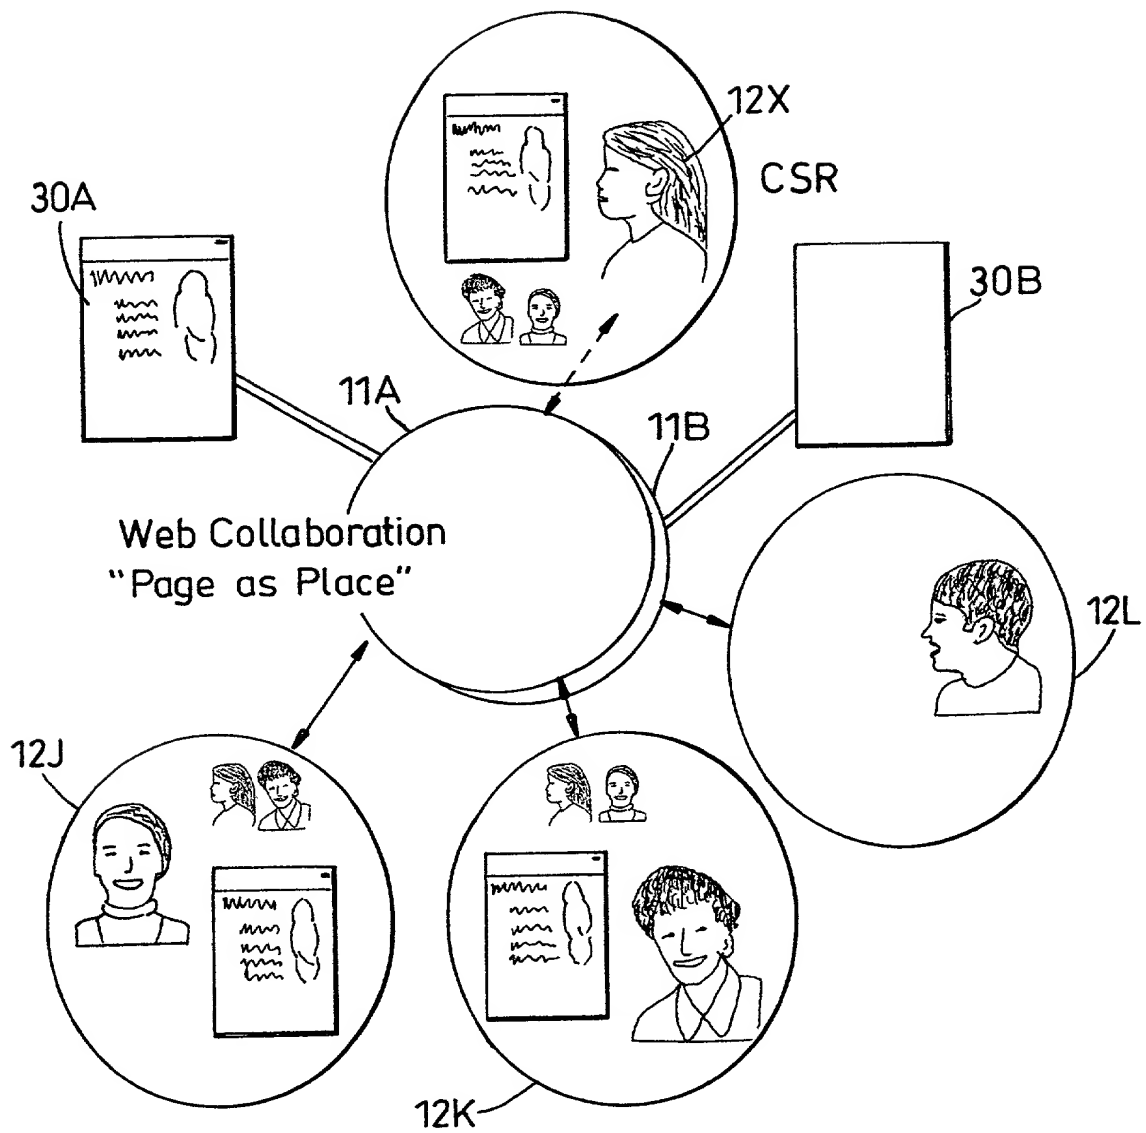 12X
CSR
30A
30B
11A
11B
Web Collaboration
"Page as Place"
12L
12J
12K